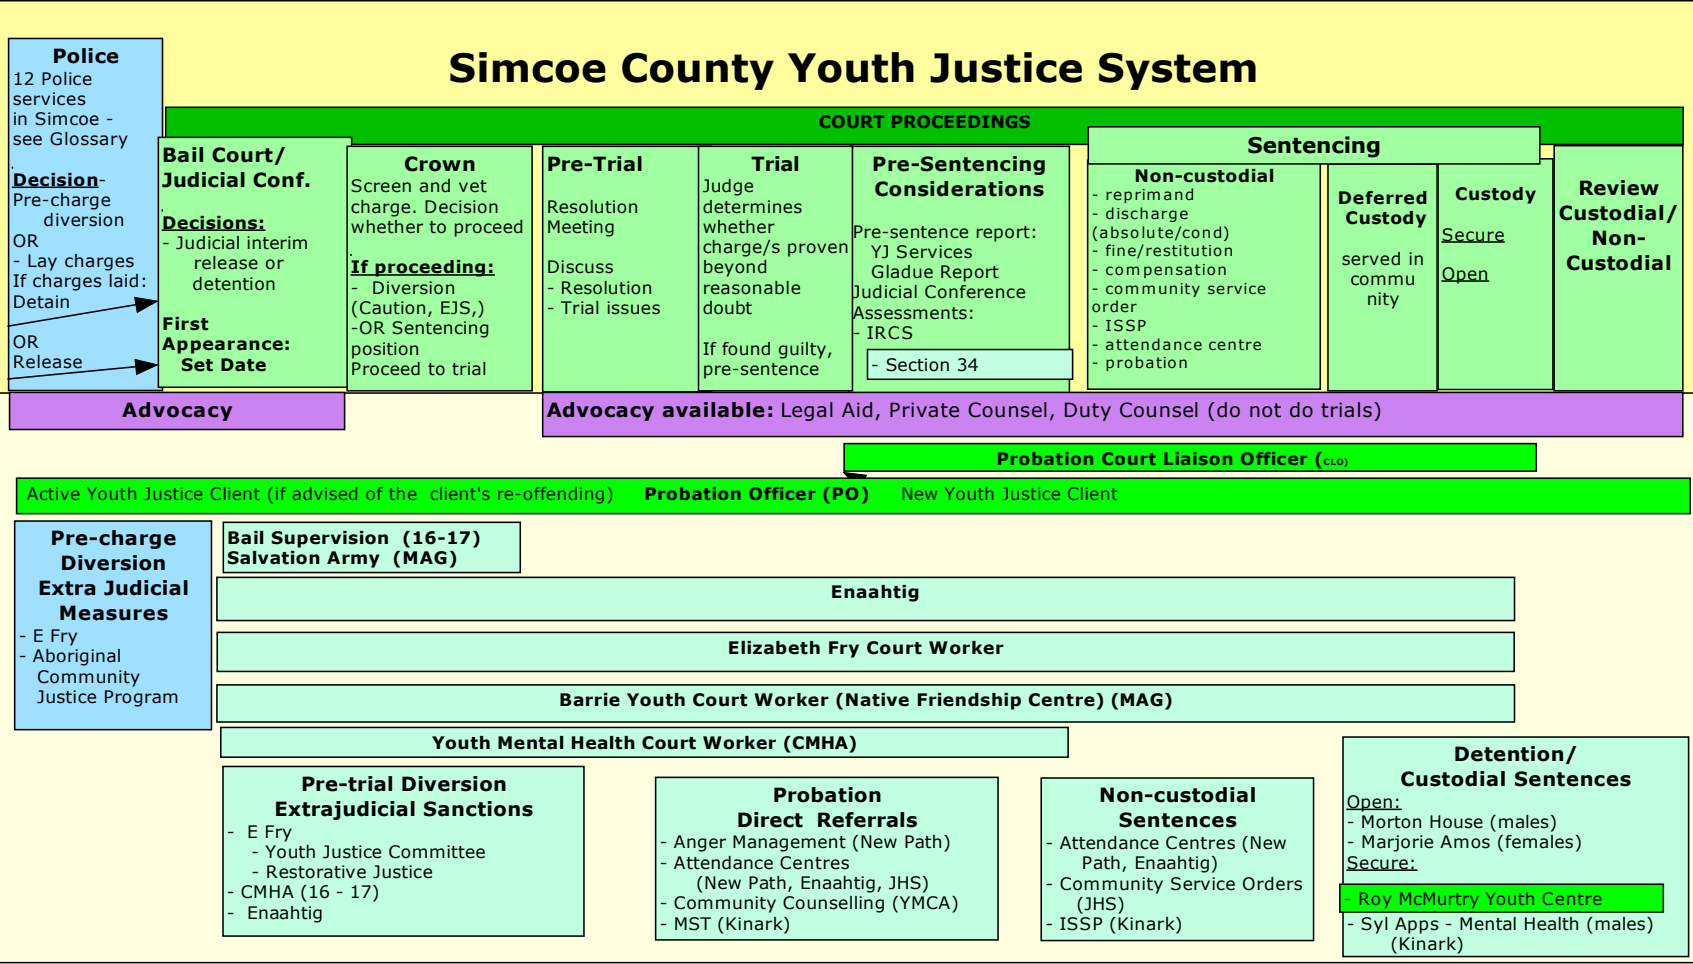 Simcoe County Youth Justice System
Police
12 Police
services
in Simcoe -
see Glossary
.
Decision-
Pre-charge
diversion
OR
- Lay charges
If charges laid:
Detain
OR
Release
COURT PROCEEDINGS
Bail Court/
Judicial Conf.
.
Decisions:
- Judicial interim
release or
detention
First
Appearance:
Set Date
Crown
Screen and vet
charge. Decision
whether to proceed
.
If proceeding:
- Diversion
(Caution, EJS,)
-OR Sentencing
position
Proceed to trial
Pre-Trial
Resolution
Meeting
Discuss
- Resolution
- Trial issues
Trial
Judge
determines
whether
charge/s proven
beyond
reasonable
doubt
If found guilty,
pre-sentence
Pre-Sentencing
Considerations
Pre-sentence report:
YJ Services
Gladue Report
Judicial Conference
Assessments:
- IRCS
- Section 34
Sentencing
Non-custodial
- reprimand
- discharge
(absolute/cond)
- fine/restitution
- compensation
- community service
order
- ISSP
- attendance centre
- probation
Deferred
Custody
served in
commu
nity
Custody
Secure
Open
Review
Custodial/
Non-
Custodial
Advocacy
Advocacy available: Legal Aid, Private Counsel, Duty Counsel (do not do trials)
Probation Court Liaison Officer (CLO)
Active Youth Justice Client (if advised of the client's re-offending) Probation Officer (PO) New Youth Justice Client
Pre-charge
Diversion
Extra Judicial
Measures
- E Fry
- Aboriginal
Community
Justice Program
Bail Supervision (16-17)
Salvation Army (MAG)
Enaahtig
Elizabeth Fry Court Worker
Barrie Youth Court Worker (Native Friendship Centre) (MAG)
Youth Mental Health Court Worker (CMHA)
Pre-trial Diversion
Extrajudicial Sanctions
- E Fry
- Youth Justice Committee
- Restorative Justice
- CMHA (16 - 17)
- Enaahtig
Probation
Direct Referrals
- Anger Management (New Path)
- Attendance Centres
(New Path, Enaahtig, JHS)
- Community Counselling (YMCA)
- MST (Kinark)
Non-custodial
Sentences
- Attendance Centres (New
Path, Enaahtig)
- Community Service Orders
(JHS)
- ISSP (Kinark)
Detention/
Custodial Sentences
Open:
- Morton House (males)
- Marjorie Amos (females)
Secure:
- Roy McMurtry Youth Centre
- Syl Apps - Mental Health (males)
(Kinark)